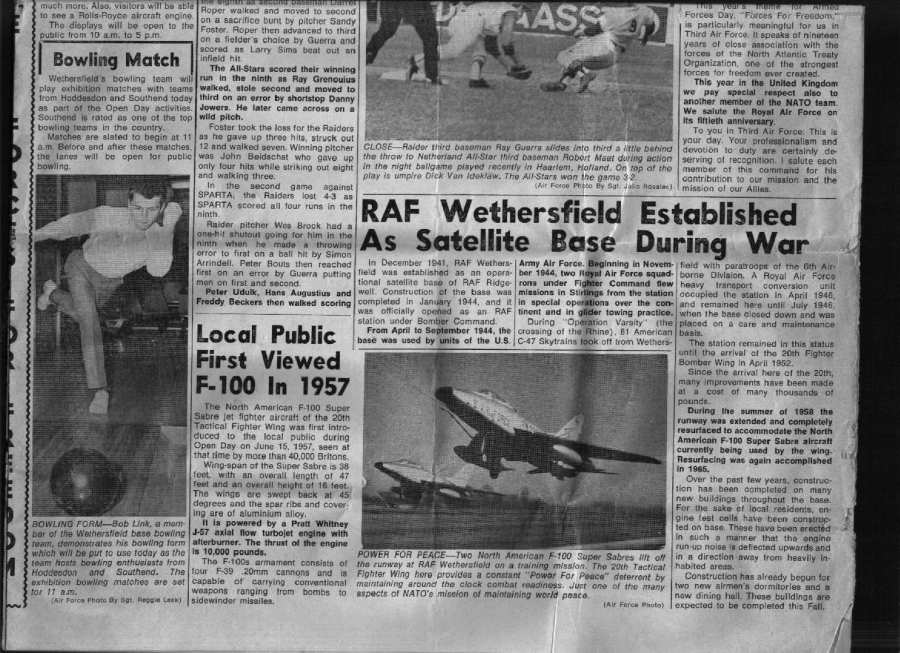 much more. Also, visitors will be able
to see a Rolls-Royce aircraft engine.
The displays will be open to the
public from 10 a.m. to 5 p.m.
Bowling Match
Wethersfield's bowling team will
play exhibition matches with teams
from Hoddesdon and Southend today
as part of the Open Day activities.
Southend is rated as one of the top
bowling teams in the country.
Matches are slated to begin at 11
a.m. Before and after these matches,
the lanes will be open for public
bowling.
BOWLING FORM—Bob Link, a mem-
ber of the Wethersfield base bowling
team, demonstrates his bowling form
which will be put to use today as the
team hosts bowling enthusiasts from
Hoddesdon and Southend. The
exhibition bowling matches are set
for 11 a.m.
(Air Force Photo By Sgt. Reggie Lask)
the eighth as second baseman Darrel
Roper walked and moved to second
on a sacrifice bunt by pitcher Sandy
Foster. Roper then advanced to third
on a fielder's choice by Guerra and
scored as Larry Sims beat out an
infield hit.
The All-Stars scored their winning
run in the ninth as Ray Grenouius
walked, stole second and moved to
third on an error by shortstop Danny
Jowers. He later came across on a
wild pitch.
Foster took the loss for the Raiders
as he gave up three hits, struck out
12 and walked seven. Winning pitcher
was John Beidschat who gave up
only four hits while striking out eight
and walking three.
In the second game against
SPARTA, the Raiders lost 4-3 as
SPARTA scored all four runs in the
ninth.
Raider pitcher Wes Brook had a
one-hit shutout going for him in the
ninth when he made a throwing
error to first on a ball hit by Simon
Arrindell. Peter Bouts then reached
first on an error by Guerra putting
men on first and second.
Peter Udulk, Hans Augustius and
Freddy Beckers then walked scoring
Local Public
First Viewed
F-100 In 1957
The North American F-100 Super
Sabre jet fighter aircraft of the 20th
Tactical Fighter Wing was first intro-
duced to the local public during
Open Day on June 15, 1957, seen at
that time by more than 40,000 Britons.
Wing-span of the Super Sabre is 38
feet, with an overall length of 47
feet and an overall height of 16 feet.
The wings are swept back at 45
degrees and the spar ribs and cover-
ing are of aluminium alloy.
It is powered by a Pratt Whitney
J-57 axial flow turbojet engine with
afterburner. The thrust of the engine
is 10,000 pounds.
The F-100s armament consists of
four F-39 .20mm cannons and is
capable of carrying conventional
weapons ranging from bombs to
sidewinder missiles.
GASS
CLOSE—Raider third baseman Ray Guerra slides into third a little behind
the throw to Netherland All-Star third baseman Robert Maat during action
in the night ballgame played recently in Haarlem, Holland. On top of the
play is umpire Dick Van Ideklaw. The All-Stars won the game 3-2.
(Air Force Photo By Sgt. Julio Rosales)
This year's theme for Armed
Forces Day, "Forces For Freedom,"
is particularly meaningful for us in
Third Air Force. It speaks of nineteen
years of close association with the
forces of the North Atlantic Treaty
Organization, one of the strongest
forces for freedom ever created.
This year in the United Kingdom
we pay special respect also to
another member of the NATO team.
We salute the Royal Air Force on
its fiftieth anniversary.
To you in Third Air Force: This is
your day. Your professionalism and
devotion to duty are certainly de-
serving of recognition. I salute each
member of this command for his
contribution to our mission and the
mission of our Allies.
RAF Wethersfield Established
As Satellite Base During War
In December 1941, RAF Wethers-
field was established as an opera-
tional satellite base of RAF Ridge-
well. Construction of the base was
completed in January 1944, and it
was officially opened as an RAF
station under Bomber Command.
From April to September 1944, the
base was used by units of the U.S.
Army Air Force. Beginning in Novem-
ber 1944, two Royal Air Force squad-
rons under Fighter Command flew
missions in Stirlings from the station
in special operations over the con-
tinent and in glider towing practice.
During "Operation Varsity" (the
crossing of the Rhine), 81 American
C-47 Skytrains took off from Wethers-
field with paratroops of the 6th Air-
borne Division. A Royal Air Force
heavy transport conversion unit
occupied the station in April 1946,
and remained here until July 1946,
when the base closed down and was
placed on a care and maintenance
basis.
The station remained in this status
until the arrival of the 20th Fighter
Bomber Wing in April 1952.
Since the arrival here of the 20th,
many improvements have been made
at a cost of many thousands of
pounds.
During the summer of 1958 the
runway was extended and completely
resurfaced to accommodate the North
American F-100 Super Sabre aircraft
currently being used by the wing.
Resurfacing was again accomplished
in 1965.
Over the past few years, construc-
tion has been completed on many
new buildings throughout the base.
For the sake of local residents, en-
gine test cells have been construct-
ed on base. These have been erected
in such a manner that the engine
run-up noise is deflected upwards and
in a direction away from heavily in-
habited areas.
Construction has already begun for
two new airmen's dormitories and a
new dining hall. These buildings are
expected to be completed this Fall.
POWER FOR PEACE—Two North American F-100 Super Sabres lift off
the runway at RAF Wethersfield on a training mission. The 20th Tactical
Fighter Wing here provides a constant "Power For Peace" deterrent by
maintaining around the clock combat readiness. Just one of the many
aspects of NATO's mission of maintaining world peace.
(Air Force Photo)